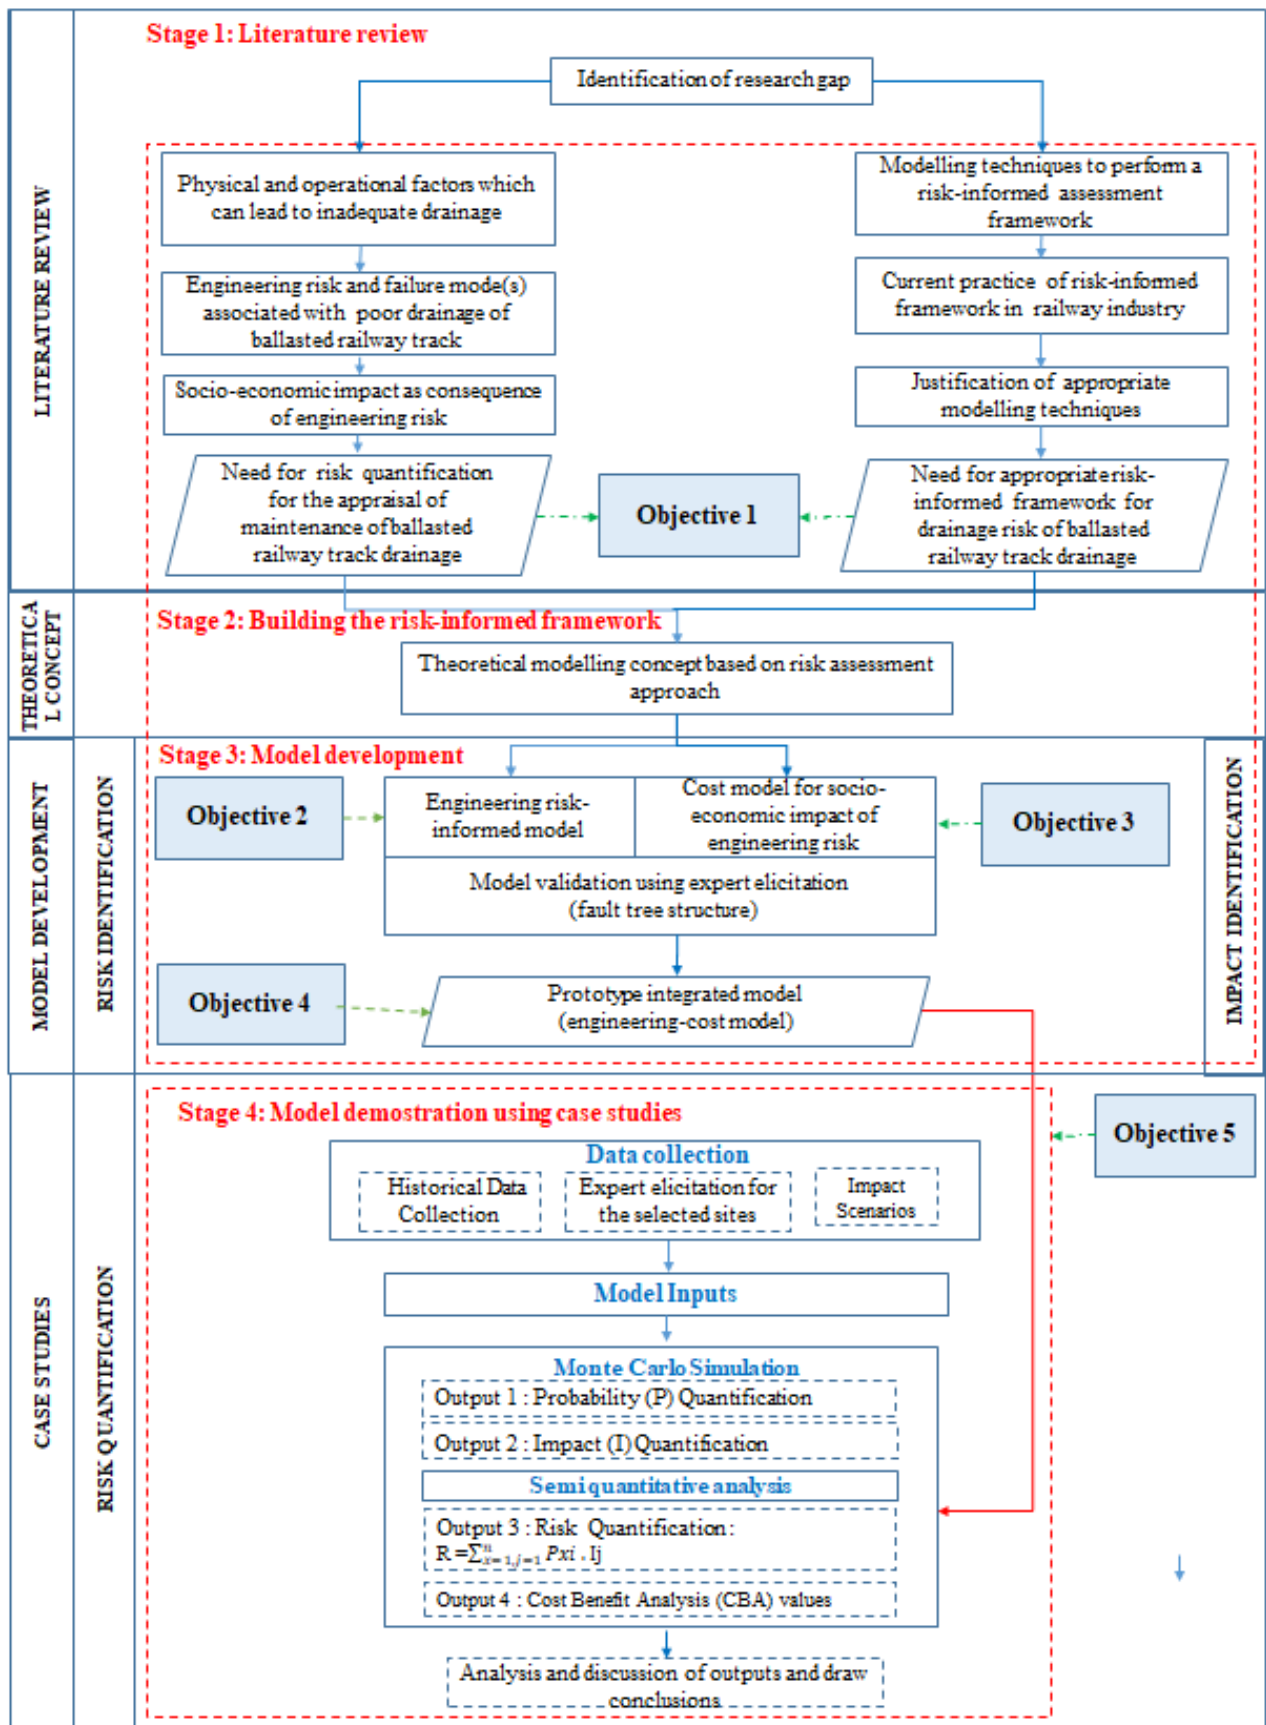 Stage 1: Literature review
Identification of research gap
Physical and operational factors which
can lead to inadequate drainage
Modelling techniques to perform a
risk-informed assessment
framework
Engineering risk and failure mode(s)
associated with poor drainage of
ballasted railway track
Current practice of risk-informed
framework in railway industry
Socio-economic impact as consequence
of engineering risk
Justification of appropriate
modelling techniques
Need for risk quantification
for the appraisal of
maintenance of ballasted
railway track drainage
Objective 1
Need for appropriate risk-
informed framework for
drainage risk of ballasted
railway track drainage
LITERATURE REVIEW
THEORETICA
L CONCEPT
Stage 2: Building the risk-informed framework
Theoretical modelling concept based on risk assessment
approach
MODEL DEVELOPMENT
RISK IDENTIFICATION
Stage 3: Model development
Objective 2
Engineering risk-
informed model
Cost model for socio-
economic impact of
engineering risk
Objective 3
Model validation using expert elicitation
(fault tree structure)
Objective 4
Prototype integrated model
(engineering-cost model)
IMPACT IDENTIFICATION
CASE STUDIES
RISK QUANTIFICATION
Stage 4: Model demostration using case studies
Objective 5
Data collection
Historical Data
Collection
Expert elicitation for
the selected sites
Impact
Scenarios
Model Inputs
Monte Carlo Simulation
Output 1 : Probability (P) Quantification
Output 2 : Impact (I) Quantification
Semi quantitative analysis
Output 3 : Risk Quantification :
R =∑ⁿₓ₌₁,ⱼ₌₁ Pxi . Ij
Output 4 : Cost Benefit Analysis (CBA) values
Analysis and discussion of outputs and draw
conclusions